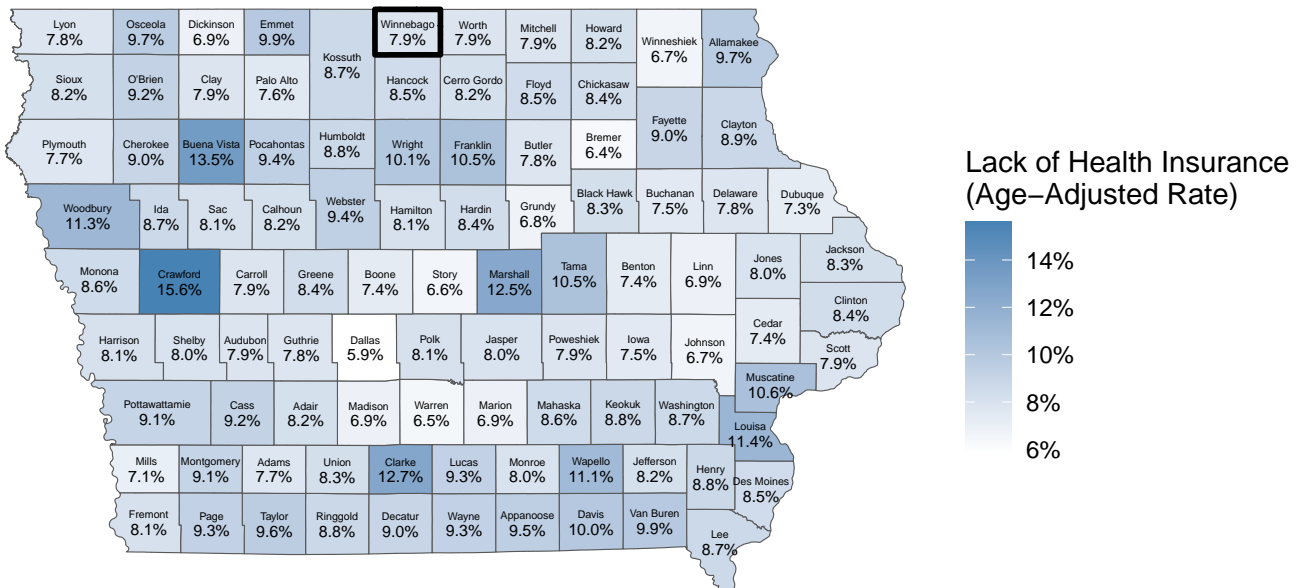 Lyon
7.8%
Osceola
9.7%
Dickinson
6.9%
Emmet
9.9%
Winnebago
7.9%
Worth
7.9%
Mitchell
7.9%
Howard
8.2%
Winneshiek
6.7%
Allamakee
9.7%
Kossuth
8.7%
Sioux
8.2%
O'Brien
9.2%
Clay
7.9%
Palo Alto
7.6%
Hancock
8.5%
Cerro Gordo
8.2%
Floyd
8.5%
Chickasaw
8.4%
Fayette
9.0%
Clayton
8.9%
Plymouth
7.7%
Cherokee
9.0%
Buena Vista
13.5%
Pocahontas
9.4%
Humboldt
8.8%
Wright
10.1%
Franklin
10.5%
Butler
7.8%
Bremer
6.4%
Woodbury
11.3%
Ida
8.7%
Sac
8.1%
Calhoun
8.2%
Webster
9.4%
Hamilton
8.1%
Hardin
8.4%
Grundy
6.8%
Black Hawk
8.3%
Buchanan
7.5%
Delaware
7.8%
Dubuque
7.3%
Monona
8.6%
Crawford
15.6%
Carroll
7.9%
Greene
8.4%
Boone
7.4%
Story
6.6%
Marshall
12.5%
Tama
10.5%
Benton
7.4%
Linn
6.9%
Jones
8.0%
Jackson
8.3%
Clinton
8.4%
Harrison
8.1%
Shelby
8.0%
Audubon
7.9%
Guthrie
7.8%
Dallas
5.9%
Polk
8.1%
Jasper
8.0%
Poweshiek
7.9%
Iowa
7.5%
Johnson
6.7%
Cedar
7.4%
Scott
7.9%
Muscatine
10.6%
Pottawattamie
9.1%
Cass
9.2%
Adair
8.2%
Madison
6.9%
Warren
6.5%
Marion
6.9%
Mahaska
8.6%
Keokuk
8.8%
Washington
8.7%
Louisa
11.4%
Mills
7.1%
Montgomery
9.1%
Adams
7.7%
Union
8.3%
Clarke
12.7%
Lucas
9.3%
Monroe
8.0%
Wapello
11.1%
Jefferson
8.2%
Henry
8.8%
Des Moines
8.5%
Fremont
8.1%
Page
9.3%
Taylor
9.6%
Ringgold
8.8%
Decatur
9.0%
Wayne
9.3%
Appanoose
9.5%
Davis
10.0%
Van Buren
9.9%
Lee
8.7%
Lack of Health Insurance
(Age−Adjusted Rate)
14%
12%
10%
8%
6%